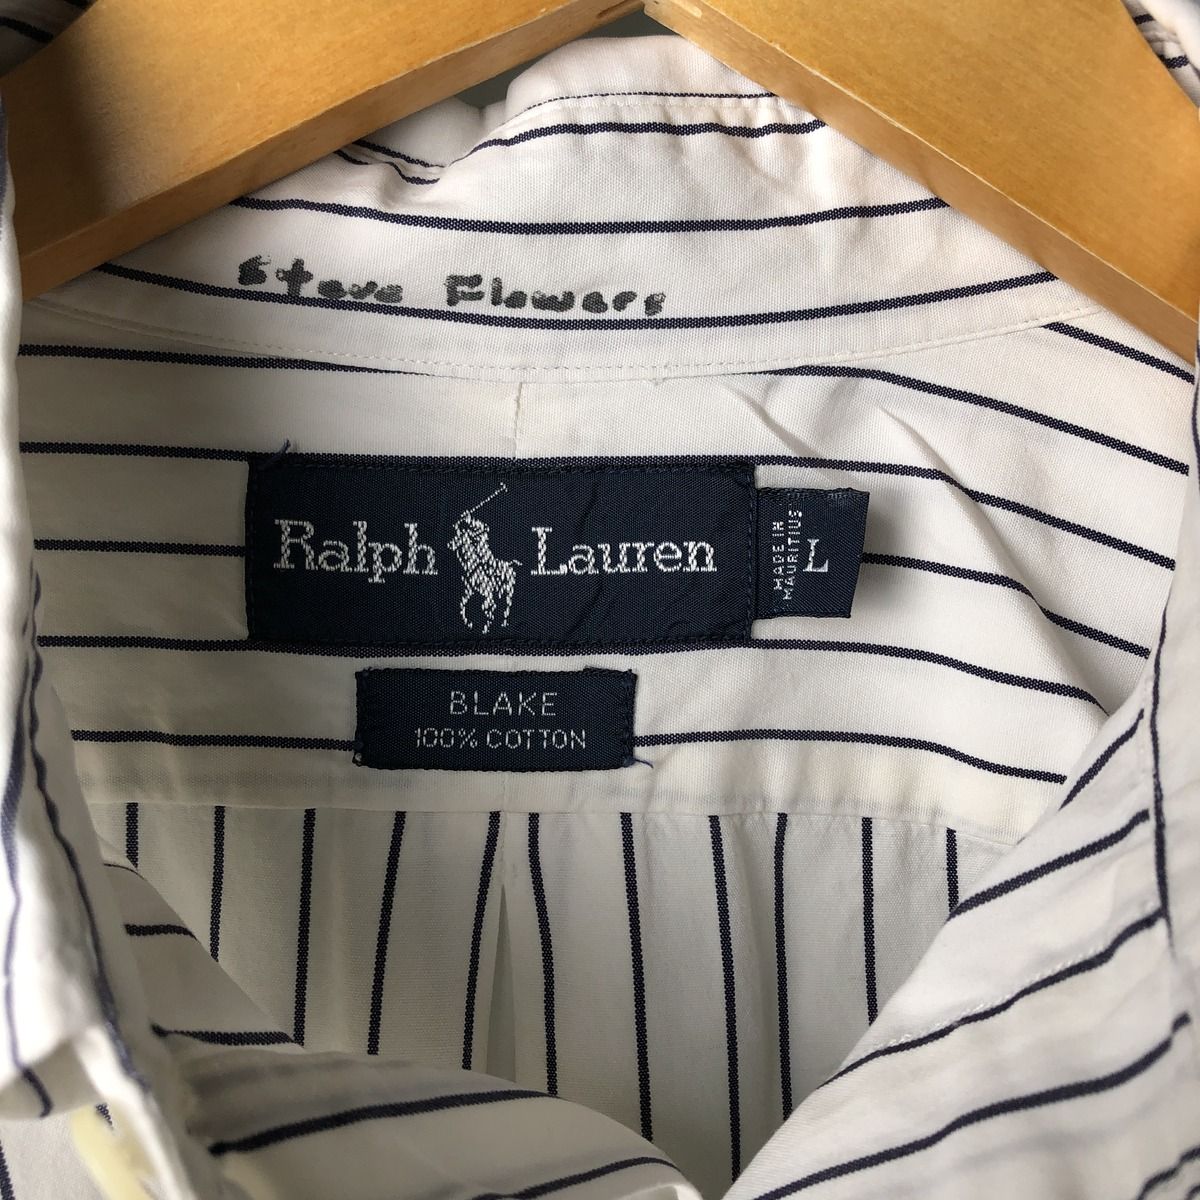 Steve Flowers
Ralph Lauren
MADE IN
MAURITIUS
L
BLAKE
100% COTTON